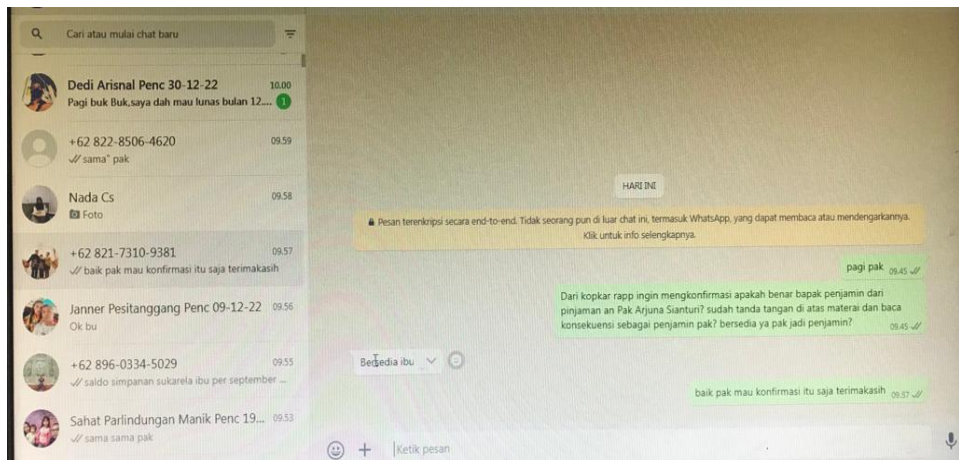 Cari atau mulai chat baru
Dedi Arisnal Penc 30-12-22 10.00
Pagi buk Buk,saya dah mau lunas bulan 12.... 1
+62 822-8506-4620 09.59
sama" pak
Nada Cs 09.58
Foto
+62 821-7310-9381 09.57
baik pak mau konfirmasi itu saja terimakasih
Janner Pesitanggang Penc 09-12-22 09.56
Ok bu
+62 896-0334-5029 09.55
saldo simpanan sukarela ibu per september ...
Sahat Parlindungan Manik Penc 19... 09.53
sama sama pak
HARI INI
Pesan terenkripsi secara end-to-end. Tidak seorang pun di luar chat ini, termasuk WhatsApp, yang dapat membaca atau mendengarkannya.
Klik untuk info selengkapnya.
pagi pak 09.45
Dari kopkar rapp ingin mengkonfirmasi apakah benar bapak penjamin dari
pinjaman an Pak Arjuna Sianturi? sudah tanda tangan di atas materai dan baca
konsekuensi sebagai penjamin pak? bersedia ya pak jadi penjamin? 09.45
Bersedia ibu
baik pak mau konfirmasi itu saja terimakasih 09.57
Ketik pesan